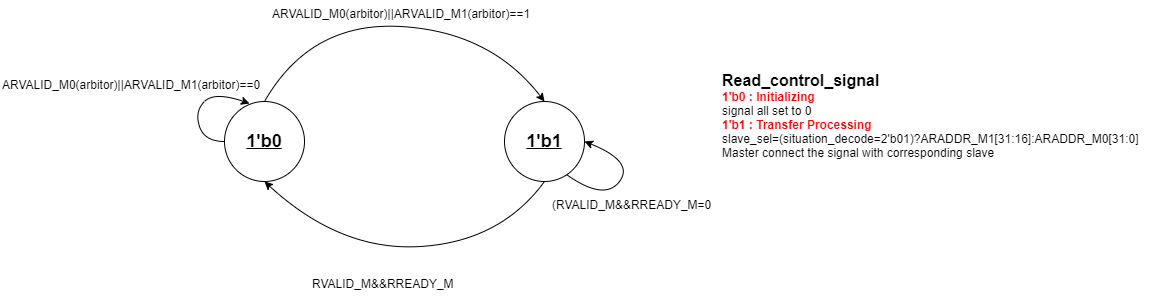 ARVALID_M0(arbitor)||ARVALID_M1(arbitor)==1
ARVALID_M0(arbitor)||ARVALID_M1(arbitor)==0
1'b0
1'b1
(RVALID_M&&RREADY_M=0
RVALID_M&&RREADY_M
Read_control_signal
1'b0 : Initializing
signal all set to 0
1'b1 : Transfer Processing
slave_sel=(situation_decode=2'b01)?ARADDR_M1[31:16]:ARADDR_M0[31:0]
Master connect the signal with corresponding slave